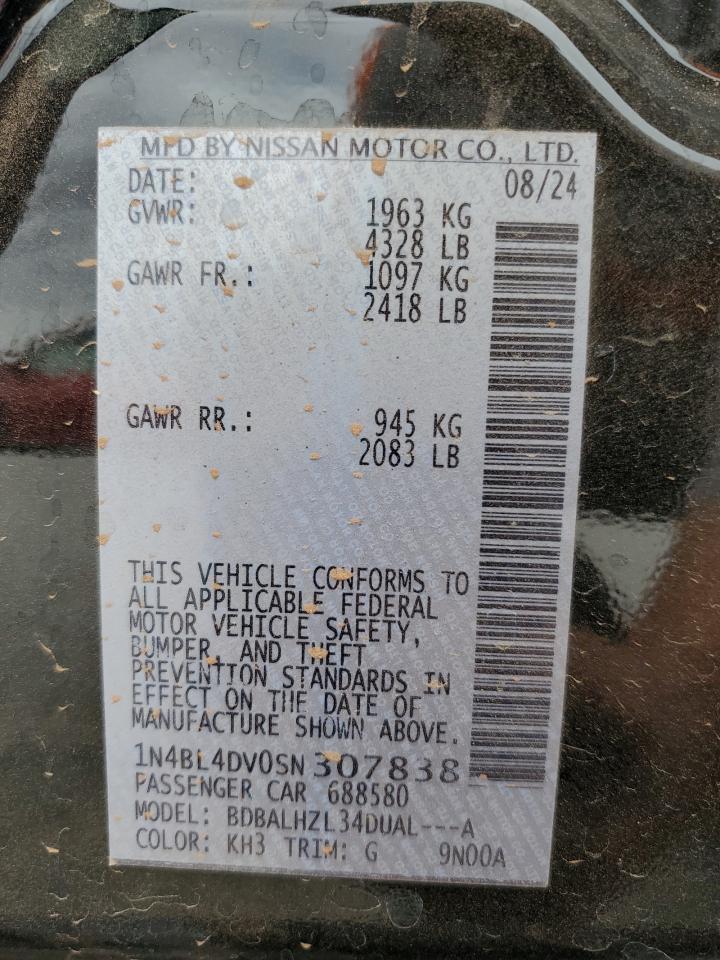 MFD BY NISSAN MOTOR CO., LTD.
DATE: 08/24
GVWR: 1963 KG
4328 LB
GAWR FR.: 1097 KG
2418 LB
GAWR RR.: 945 KG
2083 LB
THIS VEHICLE CONFORMS TO
ALL APPLICABLE FEDERAL
MOTOR VEHICLE SAFETY,
BUMPER, AND THEFT
PREVENTION STANDARDS IN
EFFECT ON THE DATE OF
MANUFACTURE SHOWN ABOVE.
1N4BL4DV0SN307838
PASSENGER CAR 688580
MODEL: BDBALHZL34DUAL---A
COLOR: KH3 TRIM: G 9N00A